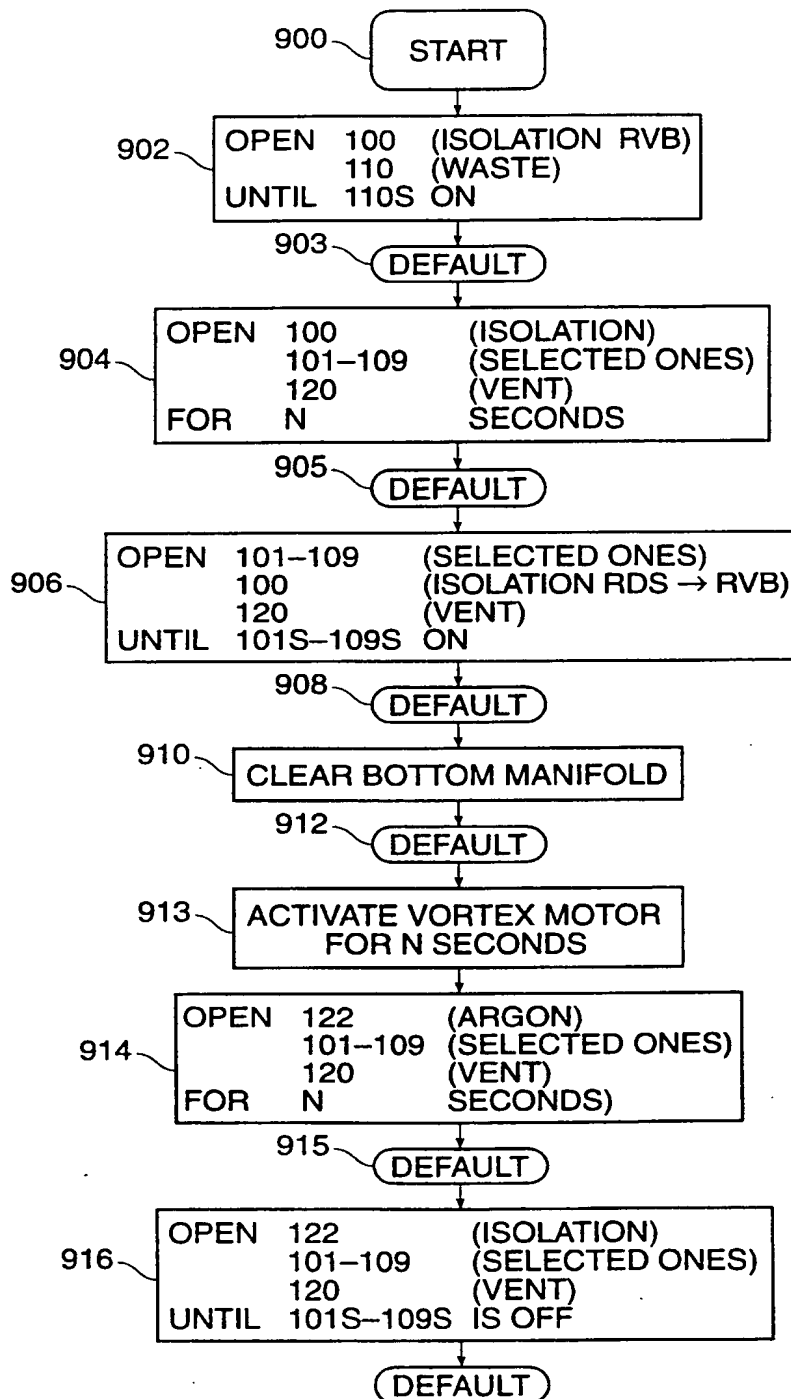 900
START
902
OPEN 100 (ISOLATION RVB)
110 (WASTE)
UNTIL 110S ON
903
DEFAULT
904
OPEN 100 (ISOLATION)
101–109 (SELECTED ONES)
120 (VENT)
FOR N SECONDS
905
DEFAULT
906
OPEN 101–109 (SELECTED ONES)
100 (ISOLATION RDS → RVB)
120 (VENT)
UNTIL 101S–109S ON
908
DEFAULT
910
CLEAR BOTTOM MANIFOLD
912
DEFAULT
913
ACTIVATE VORTEX MOTOR
FOR N SECONDS
914
OPEN 122 (ARGON)
101–109 (SELECTED ONES)
120 (VENT)
FOR N SECONDS)
915
DEFAULT
916
OPEN 122 (ISOLATION)
101–109 (SELECTED ONES)
120 (VENT)
UNTIL 101S–109S IS OFF
DEFAULT